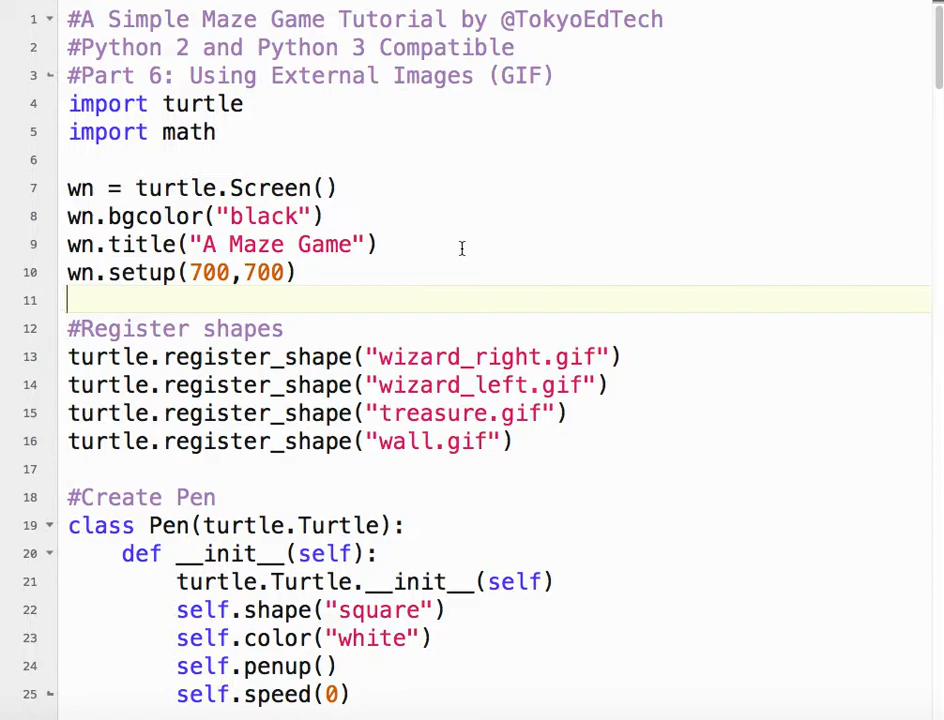 1 #A Simple Maze Game Tutorial by @TokyoEdTech
2 #Python 2 and Python 3 Compatible
3 #Part 6: Using External Images (GIF)
4 import turtle
5 import math
6
7 wn = turtle.Screen()
8 wn.bgcolor("black")
9 wn.title("A Maze Game")
10 wn.setup(700,700)
11
12 #Register shapes
13 turtle.register_shape("wizard_right.gif")
14 turtle.register_shape("wizard_left.gif")
15 turtle.register_shape("treasure.gif")
16 turtle.register_shape("wall.gif")
17
18 #Create Pen
19 class Pen(turtle.Turtle):
20     def __init__(self):
21         turtle.Turtle.__init__(self)
22         self.shape("square")
23         self.color("white")
24         self.penup()
25         self.speed(0)